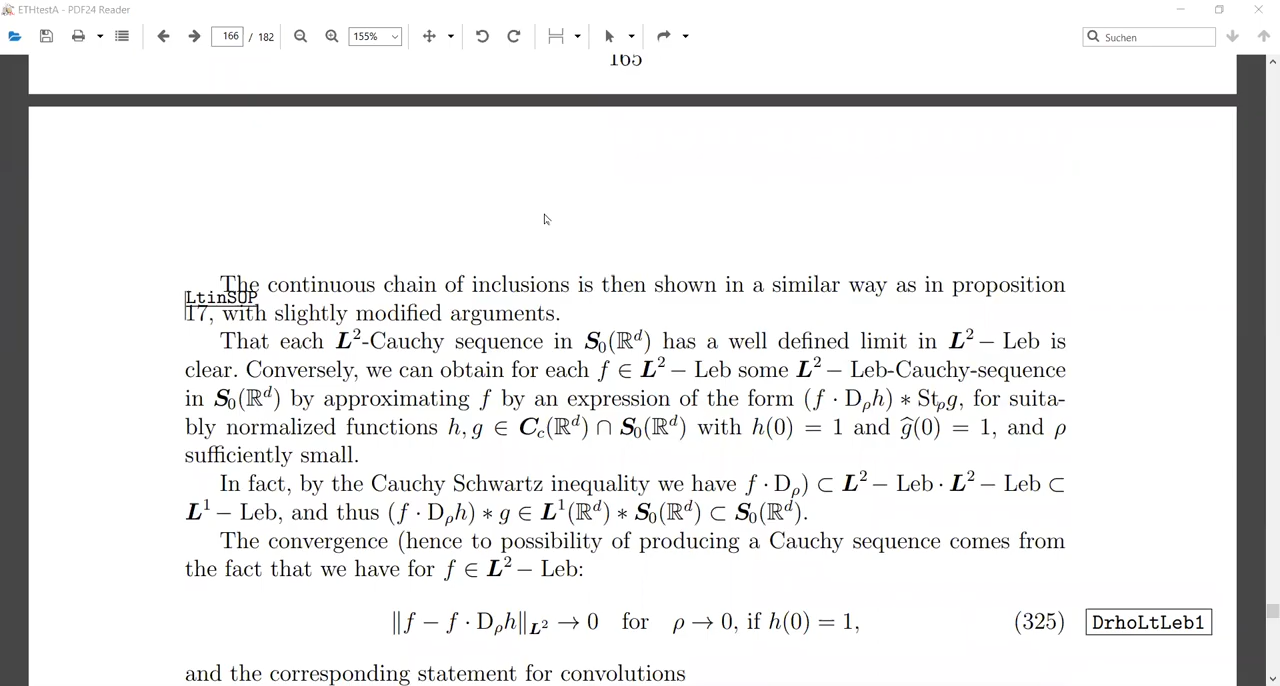 ETHtestA - PDF24 Reader
166 / 182 155% Suchen
165
The continuous chain of inclusions is then shown in a similar way as in proposition
LtinSUP
17, with slightly modified arguments.
That each L²-Cauchy sequence in S₀(ℝᵈ) has a well defined limit in L² − Leb is
clear. Conversely, we can obtain for each f ∈ L² − Leb some L² − Leb-Cauchy-sequence
in S₀(ℝᵈ) by approximating f by an expression of the form (f · D_ρh) ∗ St_ρg, for suita-
bly normalized functions h, g ∈ C_c(ℝᵈ) ∩ S₀(ℝᵈ) with h(0) = 1 and ĝ(0) = 1, and ρ
sufficiently small.
In fact, by the Cauchy Schwartz inequality we have f · D_ρ) ⊂ L² − Leb · L² − Leb ⊂
L¹ − Leb, and thus (f · D_ρh) ∗ g ∈ L¹(ℝᵈ) ∗ S₀(ℝᵈ) ⊂ S₀(ℝᵈ).
The convergence (hence to possibility of producing a Cauchy sequence comes from
the fact that we have for f ∈ L² − Leb:
‖f − f · D_ρh‖_L² → 0 for ρ → 0, if h(0) = 1, (325) DrhoLtLeb1
and the corresponding statement for convolutions